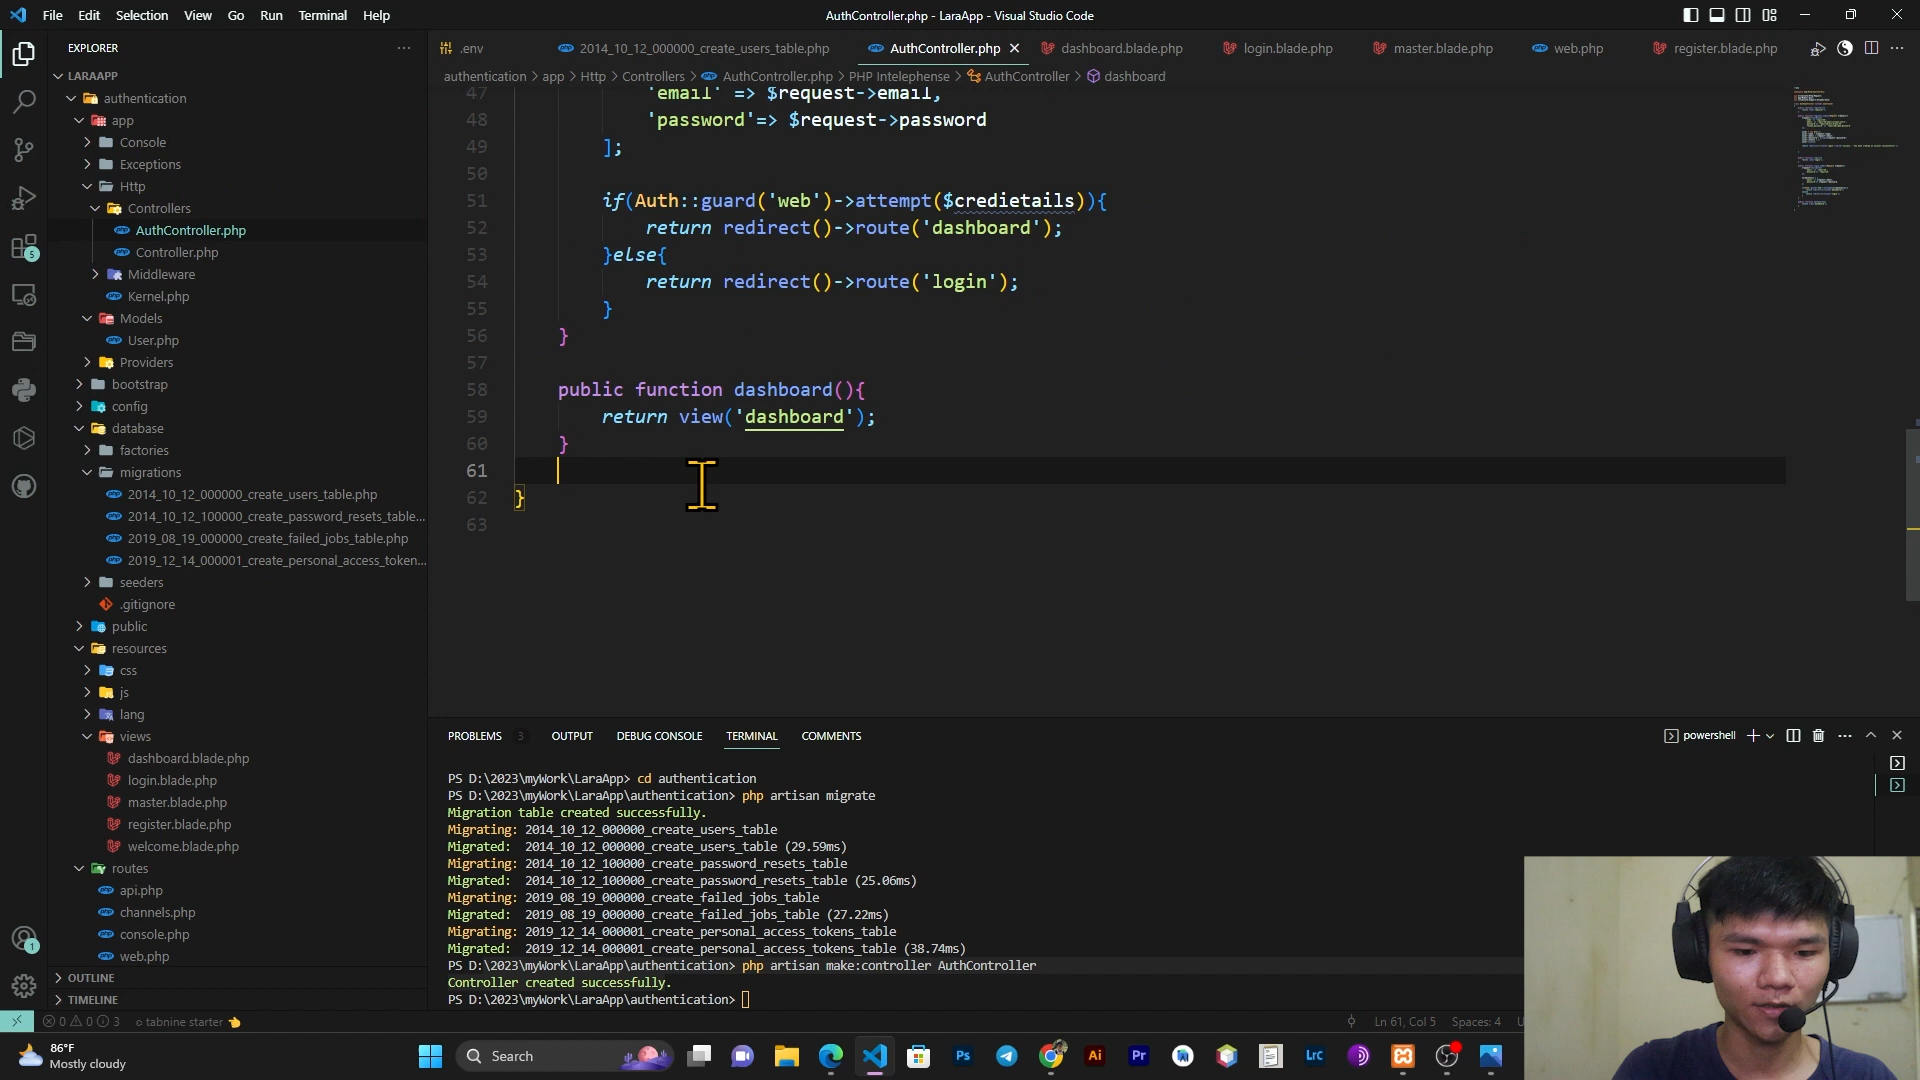 File Edit Selection View Go Run Terminal Help
AuthController.php - LaraApp - Visual Studio Code
EXPLORER
.env
2014_10_12_000000_create_users_table.php
AuthController.php
dashboard.blade.php
login.blade.php
master.blade.php
web.php
register.blade.php
authentication > app > Http > Controllers > AuthController.php > PHP Intelephense > AuthController > dashboard
LARAAPP
authentication
app
Console
Exceptions
Http
Controllers
AuthController.php
Controller.php
Middleware
Kernel.php
Models
User.php
Providers
bootstrap
config
database
factories
migrations
2014_10_12_000000_create_users_table.php
2014_10_12_100000_create_password_resets_table...
2019_08_19_000000_create_failed_jobs_table.php
2019_12_14_000001_create_personal_access_token...
seeders
.gitignore
public
resources
css
js
lang
views
dashboard.blade.php
login.blade.php
master.blade.php
register.blade.php
welcome.blade.php
routes
api.php
channels.php
console.php
web.php
OUTLINE
TIMELINE
5
1
47 'email' => $request->email,
48 'password'=> $request->password
49 ];
50
51 if(Auth::guard('web')->attempt($credietails)){
52 return redirect()->route('dashboard');
53 }else{
54 return redirect()->route('login');
55 }
56 }
57
58 public function dashboard(){
59 return view('dashboard');
60 }
61
62 }
63
PROBLEMS 3 OUTPUT DEBUG CONSOLE TERMINAL COMMENTS
powershell
PS D:\2023\myWork\LaraApp> cd authentication
PS D:\2023\myWork\LaraApp\authentication> php artisan migrate
Migration table created successfully.
Migrating: 2014_10_12_000000_create_users_table
Migrated: 2014_10_12_000000_create_users_table (29.59ms)
Migrating: 2014_10_12_100000_create_password_resets_table
Migrated: 2014_10_12_100000_create_password_resets_table (25.06ms)
Migrating: 2019_08_19_000000_create_failed_jobs_table
Migrated: 2019_08_19_000000_create_failed_jobs_table (27.22ms)
Migrating: 2019_12_14_000001_create_personal_access_tokens_table
Migrated: 2019_12_14_000001_create_personal_access_tokens_table (38.74ms)
PS D:\2023\myWork\LaraApp\authentication> php artisan make:controller AuthController
Controller created successfully.
PS D:\2023\myWork\LaraApp\authentication>
0 0 3 tabnine starter
Ln 61, Col 5 Spaces: 4
86°F
Mostly cloudy
Search
Ps
Ai
Pr
LrC